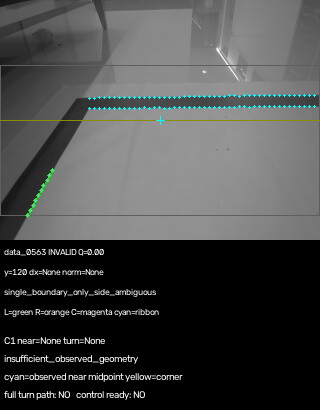 data_0563 INVALID Q=0.00
y=120 dx=None norm=None
single_boundary_only_side_ambiguous
L=green R=orange C=magenta cyan=ribbon
C1 near=None turn=None
insufficient_observed_geometry
cyan=observed near midpoint yellow=corner
full turn path: NO control ready: NO